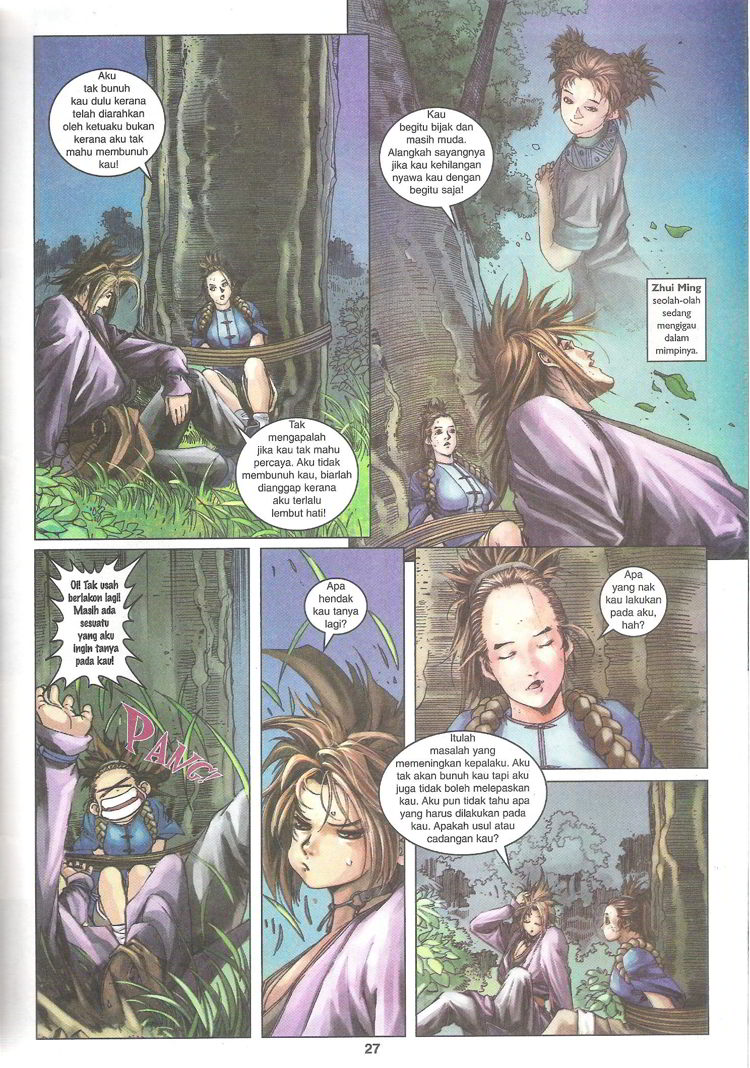 Aku
tak bunuh
kau dulu kerana
telah diarahkan
oleh ketuaku bukan
kerana aku tak
mahu membunuh
kau!
Tak
mengapalah
jika kau tak mahu
percaya. Aku tidak
membunuh kau, biarlah
dianggap kerana
aku terlalu
lembut hati!
Kau
begitu bijak dan
masih muda.
Alangkah sayangnya
jika kau kehilangan
nyawa kau dengan
begitu saja!
Zhui Ming
seolah-olah
sedang
mengigau
dalam
mimpinya.
Oi! Tak usah
berlakon lagi!
Masih ada
sesuatu
yang aku
ingin tanya
pada kau!
PANG!
Apa
hendak
kau tanya
lagi?
Apa
yang nak
kau lakukan
pada aku,
hah?
Itulah
masalah yang
memeningkan kepalaku. Aku
tak akan bunuh kau tapi aku
juga tidak boleh melepaskan
kau. Aku pun tidak tahu apa
yang harus dilakukan pada
kau. Apakah usul atau
cadangan kau?
27